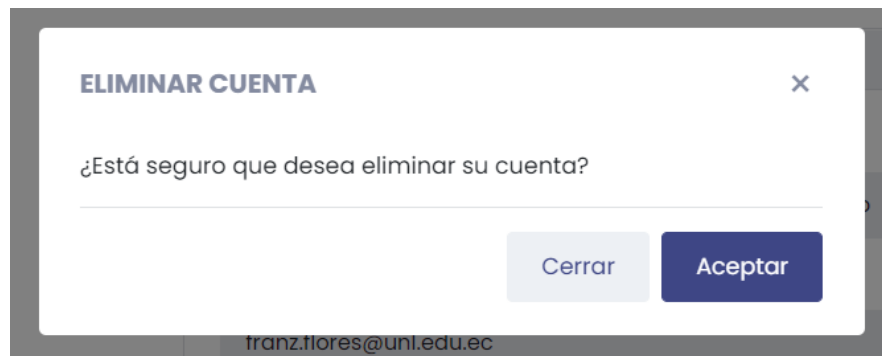 ELIMINAR CUENTA ×
¿Está seguro que desea eliminar su cuenta?
Cerrar Aceptar
franz.flores@unl.edu.ec